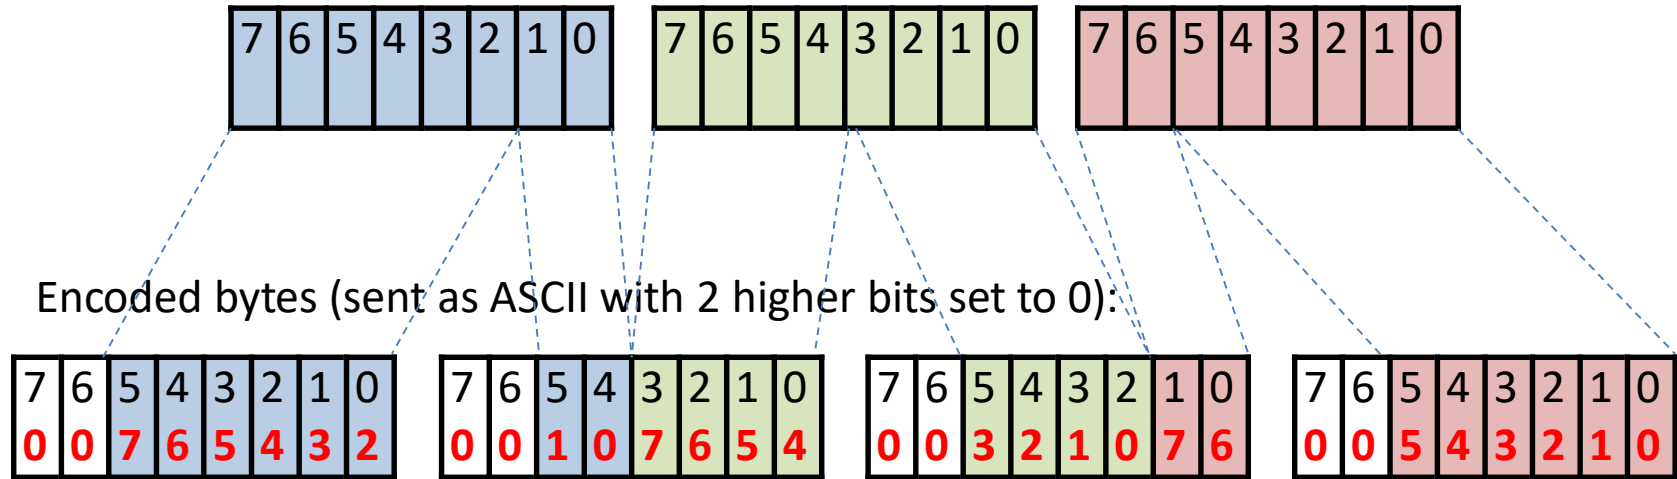 7 6 5 4 3 2 1 0 7 6 5 4 3 2 1 0 7 6 5 4 3 2 1 0
Encoded bytes (sent as ASCII with 2 higher bits set to 0):
7 6 5 4 3 2 1 0 7 6 5 4 3 2 1 0 7 6 5 4 3 2 1 0 7 6 5 4 3 2 1 0
0 0 7 6 5 4 3 2 0 0 1 0 7 6 5 4 0 0 3 2 1 0 7 6 0 0 5 4 3 2 1 0